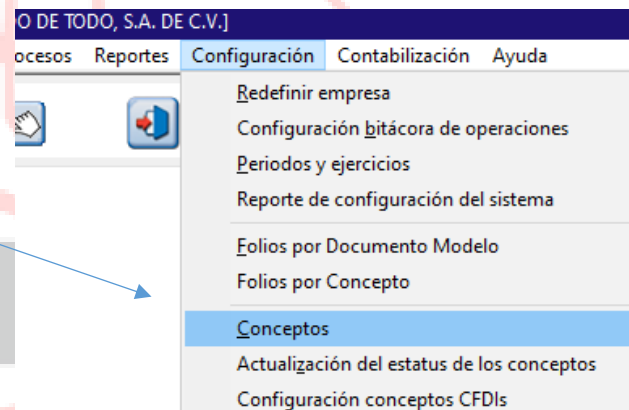 O DE TODO, S.A. DE C.V.]
ocesos Reportes Configuración Contabilización Ayuda
Redefinir empresa
Configuración bitácora de operaciones
Periodos y ejercicios
Reporte de configuración del sistema
Folios por Documento Modelo
Folios por Concepto
Conceptos
Actualización del estatus de los conceptos
Configuración conceptos CFDIs